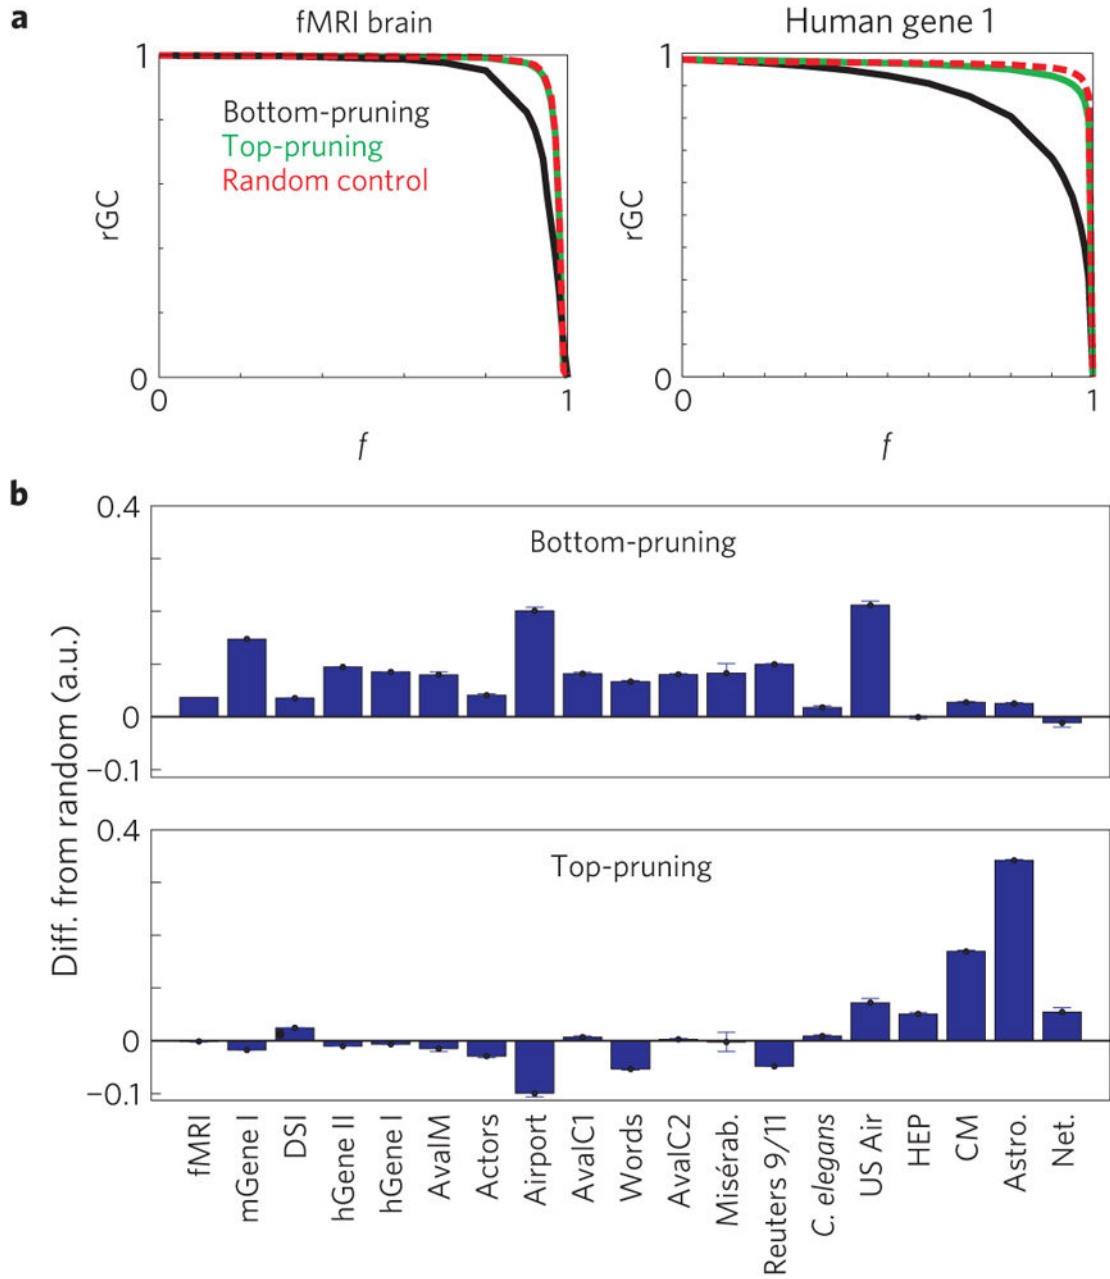 a
fMRI brain
Human gene 1
1
Bottom-pruning
Top-pruning
Random control
rGC
0
0
1
f
1
rGC
0
0
1
f
b
0.4
Bottom-pruning
0
−0.1
0.4
Top-pruning
0
−0.1
Diff. from random (a.u.)
fMRI
mGene I
DSI
hGene II
hGene I
AvalM
Actors
Airport
AvalC1
Words
AvalC2
Misérab.
Reuters 9/11
C. elegans
US Air
HEP
CM
Astro.
Net.